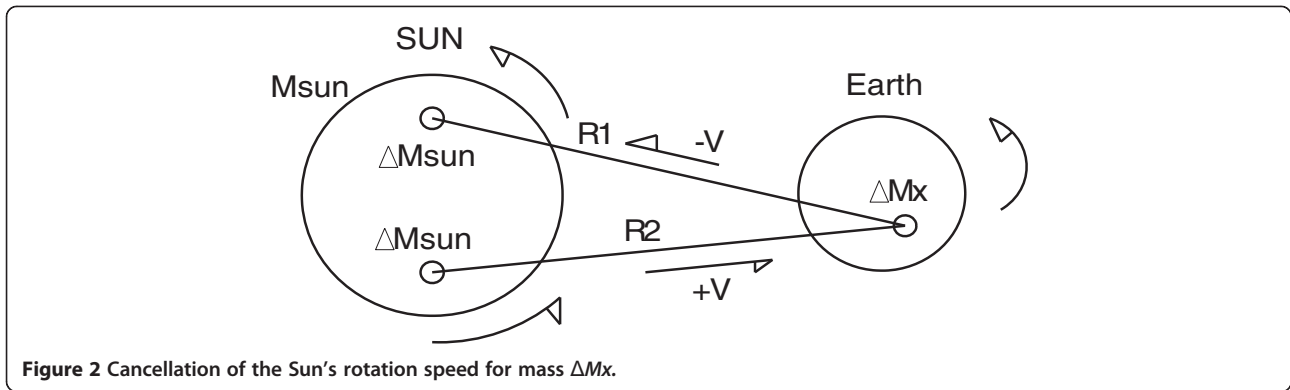 SUN
Msun
Earth
R1
-V
△Msun
△Mx
△Msun
R2
+V
Figure 2 Cancellation of the Sun's rotation speed for mass ΔMx.